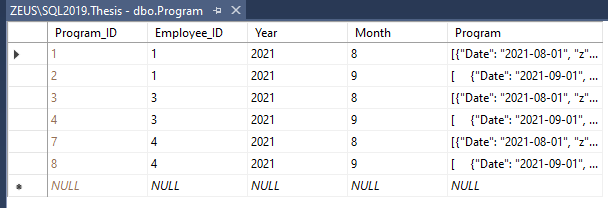 ZEUS\SQL2019.Thesis - dbo.Program
Program_ID Employee_ID Year Month Program
1 1 2021 8 [{"Date": "2021-08-01", "z"...
2 1 2021 9 [ {"Date": "2021-09-01", ...
3 3 2021 8 [{"Date": "2021-08-01", "z"...
4 3 2021 9 [ {"Date": "2021-09-01", ...
7 4 2021 8 [{"Date": "2021-08-01", "z"...
8 4 2021 9 [ {"Date": "2021-09-01", ...
NULL NULL NULL NULL NULL